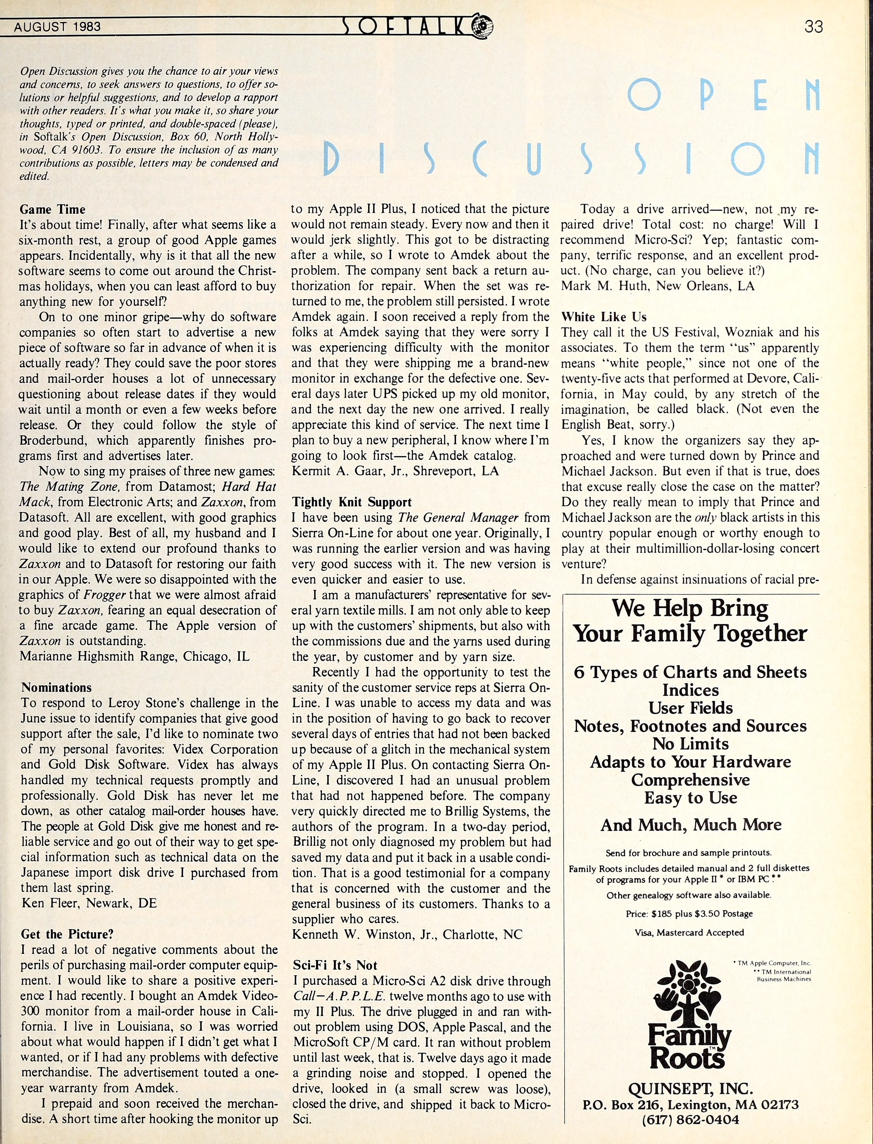 AUGUST 1983
SOFTALK
33
Open Discussion gives you the chance to air your views
and concerns, to seek answers to questions, to offer so-
lutions or helpful suggestions, and to develop a rapport
with other readers. It's what you make it, so share your
thoughts, typed or printed, and double-spaced (please),
in Softalk's Open Discussion, Box 60, North Holly-
wood, CA 91603. To ensure the inclusion of as many
contributions as possible, letters may be condensed and
edited.
OPEN
DISCUSSION
Game Time
It's about time! Finally, after what seems like a
six-month rest, a group of good Apple games
appears. Incidentally, why is it that all the new
software seems to come out around the Christ-
mas holidays, when you can least afford to buy
anything new for yourself?
On to one minor gripe—why do software
companies so often start to advertise a new
piece of software so far in advance of when it is
actually ready? They could save the poor stores
and mail-order houses a lot of unnecessary
questioning about release dates if they would
wait until a month or even a few weeks before
release. Or they could follow the style of
Broderbund, which apparently finishes pro-
grams first and advertises later.
Now to sing my praises of three new games:
The Mating Zone, from Datamost; Hard Hat
Mack, from Electronic Arts; and Zaxxon, from
Datasoft. All are excellent, with good graphics
and good play. Best of all, my husband and I
would like to extend our profound thanks to
Zaxxon and to Datasoft for restoring our faith
in our Apple. We were so disappointed with the
graphics of Frogger that we were almost afraid
to buy Zaxxon, fearing an equal desecration of
a fine arcade game. The Apple version of
Zaxxon is outstanding.
Marianne Highsmith Range, Chicago, IL
Nominations
To respond to Leroy Stone's challenge in the
June issue to identify companies that give good
support after the sale, I'd like to nominate two
of my personal favorites: Videx Corporation
and Gold Disk Software. Videx has always
handled my technical requests promptly and
professionally. Gold Disk has never let me
down, as other catalog mail-order houses have.
The people at Gold Disk give me honest and re-
liable service and go out of their way to get spe-
cial information such as technical data on the
Japanese import disk drive I purchased from
them last spring.
Ken Fleer, Newark, DE
Get the Picture?
I read a lot of negative comments about the
perils of purchasing mail-order computer equip-
ment. I would like to share a positive experi-
ence I had recently. I bought an Amdek Video-
300 monitor from a mail-order house in Cali-
fornia. I live in Louisiana, so I was worried
about what would happen if I didn't get what I
wanted, or if I had any problems with defective
merchandise. The advertisement touted a one-
year warranty from Amdek.
I prepaid and soon received the merchan-
dise. A short time after hooking the monitor up
to my Apple II Plus, I noticed that the picture
would not remain steady. Every now and then it
would jerk slightly. This got to be distracting
after a while, so I wrote to Amdek about the
problem. The company sent back a return au-
thorization for repair. When the set was re-
turned to me, the problem still persisted. I wrote
Amdek again. I soon received a reply from the
folks at Amdek saying that they were sorry I
was experiencing difficulty with the monitor
and that they were shipping me a brand-new
monitor in exchange for the defective one. Sev-
eral days later UPS picked up my old monitor,
and the next day the new one arrived. I really
appreciate this kind of service. The next time I
plan to buy a new peripheral, I know where I'm
going to look first—the Amdek catalog.
Kermit A. Gaar, Jr., Shreveport, LA
Tightly Knit Support
I have been using The General Manager from
Sierra On-Line for about one year. Originally, I
was running the earlier version and was having
very good success with it. The new version is
even quicker and easier to use.
I am a manufacturers' representative for sev-
eral yarn textile mills. I am not only able to keep
up with the customers' shipments, but also with
the commissions due and the yarns used during
the year, by customer and by yarn size.
Recently I had the opportunity to test the
sanity of the customer service reps at Sierra On-
Line. I was unable to access my data and was
in the position of having to go back to recover
several days of entries that had not been backed
up because of a glitch in the mechanical system
of my Apple II Plus. On contacting Sierra On-
Line, I discovered I had an unusual problem
that had not happened before. The company
very quickly directed me to Brillig Systems, the
authors of the program. In a two-day period,
Brillig not only diagnosed my problem but had
saved my data and put it back in a usable condi-
tion. That is a good testimonial for a company
that is concerned with the customer and the
general business of its customers. Thanks to a
supplier who cares.
Kenneth W. Winston, Jr., Charlotte, NC
Sci-Fi It's Not
I purchased a Micro-Sci A2 disk drive through
Call—A.P.P.L.E. twelve months ago to use with
my II Plus. The drive plugged in and ran with-
out problem using DOS, Apple Pascal, and the
MicroSoft CP/M card. It ran without problem
until last week, that is. Twelve days ago it made
a grinding noise and stopped. I opened the
drive, looked in (a small screw was loose),
closed the drive, and shipped it back to Micro-
Sci.
Today a drive arrived—new, not my re-
paired drive! Total cost: no charge! Will I
recommend Micro-Sci? Yep; fantastic com-
pany, terrific response, and an excellent prod-
uct. (No charge, can you believe it?)
Mark M. Huth, New Orleans, LA
White Like Us
They call it the US Festival, Wozniak and his
associates. To them the term "us" apparently
means "white people," since not one of the
twenty-five acts that performed at Devore, Cali-
fornia, in May could, by any stretch of the
imagination, be called black. (Not even the
English Beat, sorry.)
Yes, I know the organizers say they ap-
proached and were turned down by Prince and
Michael Jackson. But even if that is true, does
that excuse really close the case on the matter?
Do they really mean to imply that Prince and
Michael Jackson are the only black artists in this
country popular enough or worthy enough to
play at their multimillion-dollar-losing concert
venture?
In defense against insinuations of racial pre-
We Help Bring
Your Family Together
6 Types of Charts and Sheets
Indices
User Fields
Notes, Footnotes and Sources
No Limits
Adapts to Your Hardware
Comprehensive
Easy to Use
And Much, Much More
Send for brochure and sample printouts.
Family Roots includes detailed manual and 2 full diskettes
of programs for your Apple II * or IBM PC **
Other genealogy software also available.
Price: $185 plus $3.50 Postage
Visa, Mastercard Accepted
* TM Apple Computer, Inc.
** TM International
Business Machines
Family
Roots
QUINSEPT, INC.
P.O. Box 216, Lexington, MA 02173
(617) 862-0404